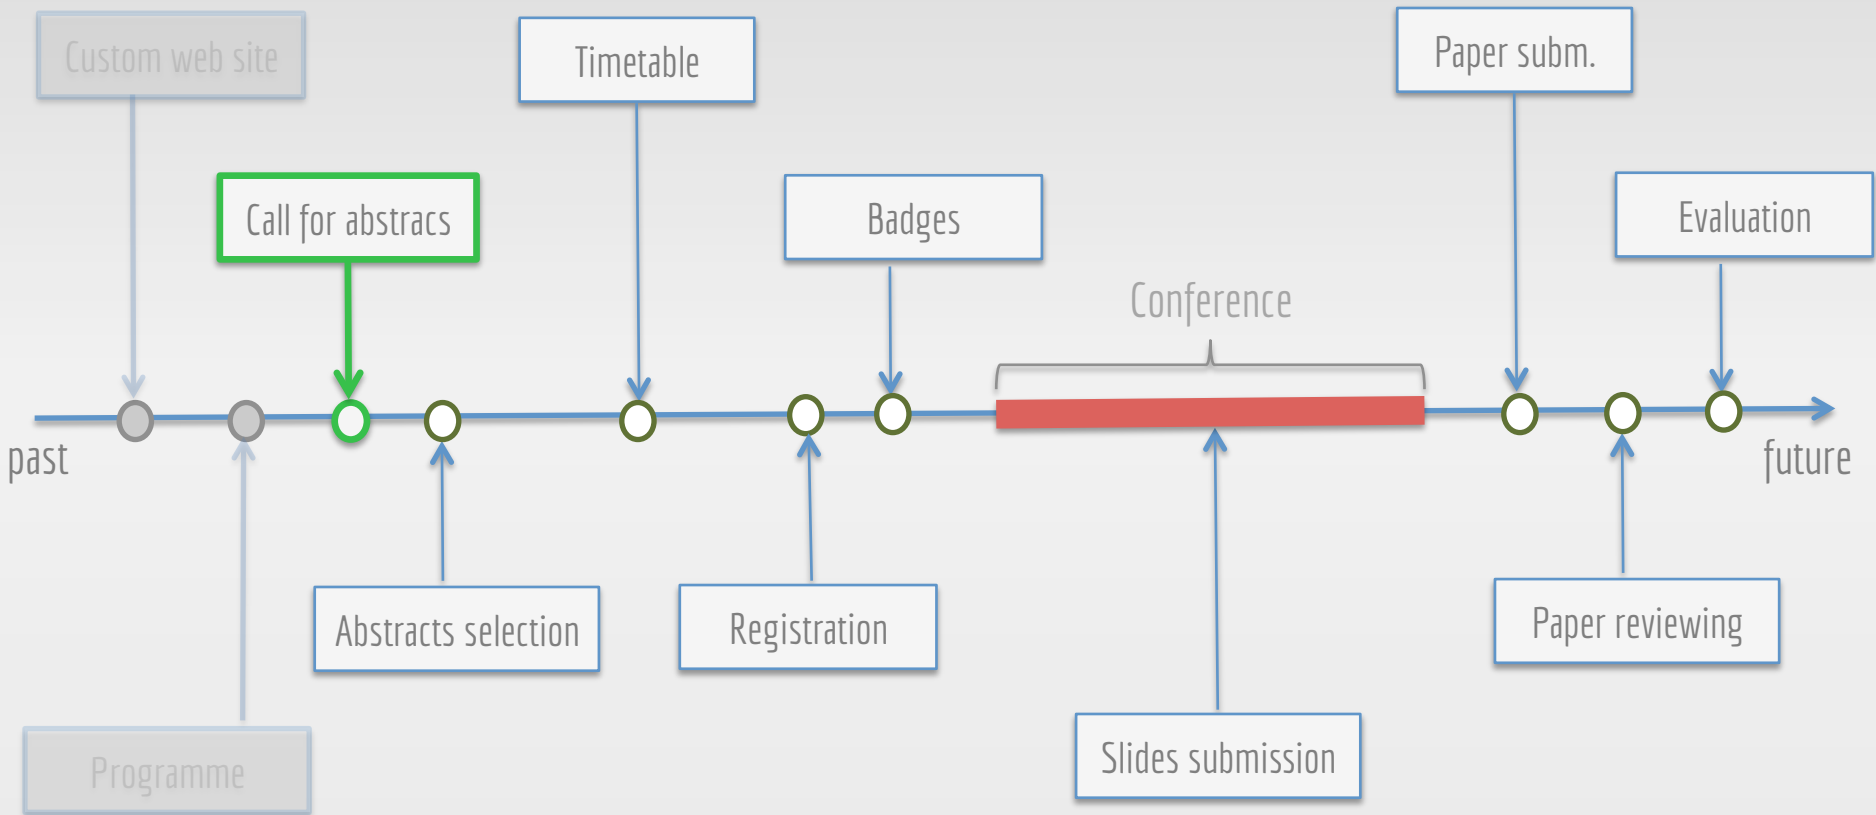 Custom web site
Timetable
Paper subm.
Call for abstracs
Badges
Evaluation
Conference
past
future
Abstracts selection
Registration
Paper reviewing
Slides submission
Programme